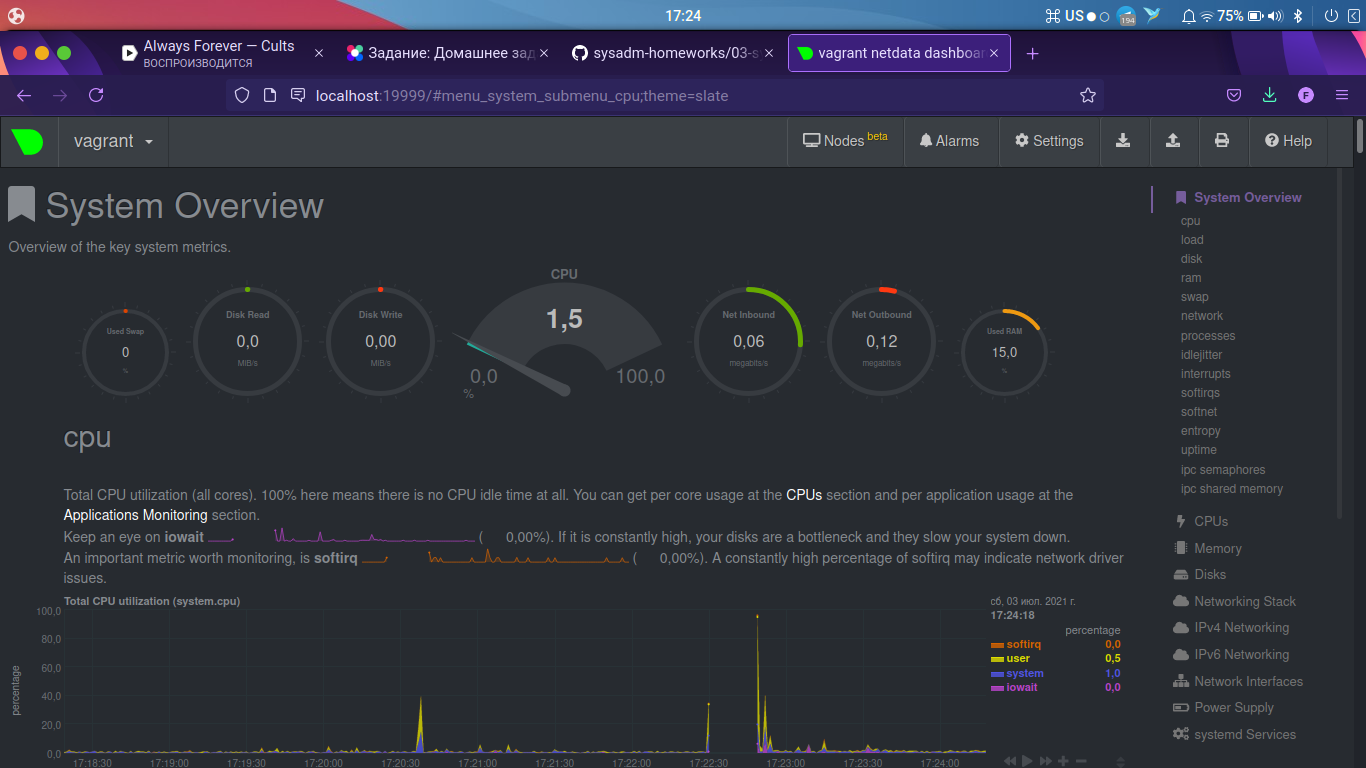 17:24
US
194
75%
Always Forever — Cults
ВОСПРОИЗВОДИТСЯ
Задание: Домашнее зад
sysadm-homeworks/03-s
vagrant netdata dashboar
localhost:19999/#menu_system_submenu_cpu;theme=slate
F
vagrant
Nodes beta
Alarms
Settings
Help
System Overview
Overview of the key system metrics.
Used Swap
0
%
Disk Read
0,0
MiB/s
Disk Write
0,00
MiB/s
CPU
1,5
0,0
100,0
%
Net Inbound
0,06
megabits/s
Net Outbound
0,12
megabits/s
Used RAM
15,0
%
cpu
Total CPU utilization (all cores). 100% here means there is no CPU idle time at all. You can get per core usage at the CPUs section and per application usage at the
Applications Monitoring section.
Keep an eye on iowait ( 0,00%). If it is constantly high, your disks are a bottleneck and they slow your system down.
An important metric worth monitoring, is softirq ( 0,00%). A constantly high percentage of softirq may indicate network driver
issues.
Total CPU utilization (system.cpu)
100,0
80,0
60,0
40,0
20,0
0,0
percentage
17:18:30
17:19:00
17:19:30
17:20:00
17:20:30
17:21:00
17:21:30
17:22:00
17:22:30
17:23:00
17:23:30
17:24:00
сб, 03 июл. 2021 г.
17:24:18
percentage
softirq 0,0
user 0,5
system 1,0
iowait 0,0
System Overview
cpu
load
disk
ram
swap
network
processes
idlejitter
interrupts
softirqs
softnet
entropy
uptime
ipc semaphores
ipc shared memory
CPUs
Memory
Disks
Networking Stack
IPv4 Networking
IPv6 Networking
Network Interfaces
Power Supply
systemd Services